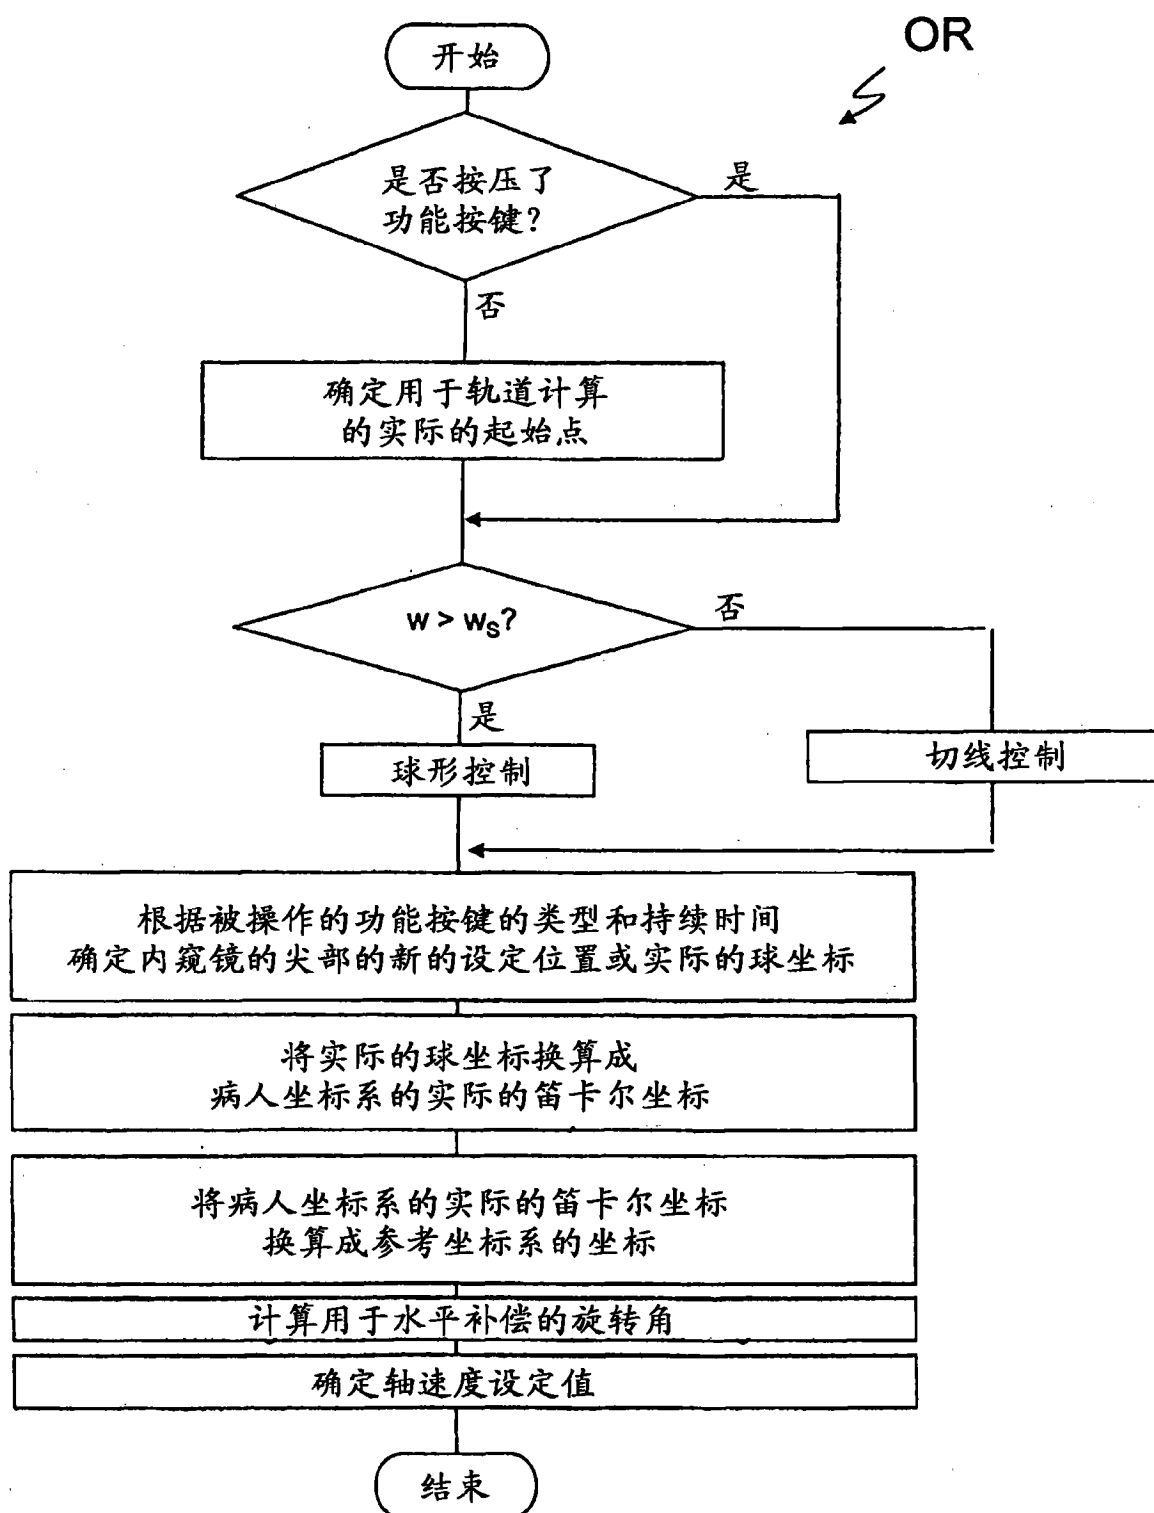 OR
开始
是否按压了
功能按键?
是
否
确定用于轨道计算
的实际的起始点
w > wS?
否
是
球形控制
切线控制
根据被操作的功能按键的类型和持续时间
确定内窥镜的尖部的新的设定位置或实际的球坐标
将实际的球坐标换算成
病人坐标系的实际的笛卡尔坐标
将病人坐标系的实际的笛卡尔坐标
换算成参考坐标系的坐标
计算用于水平补偿的旋转角
确定轴速度设定值
结束